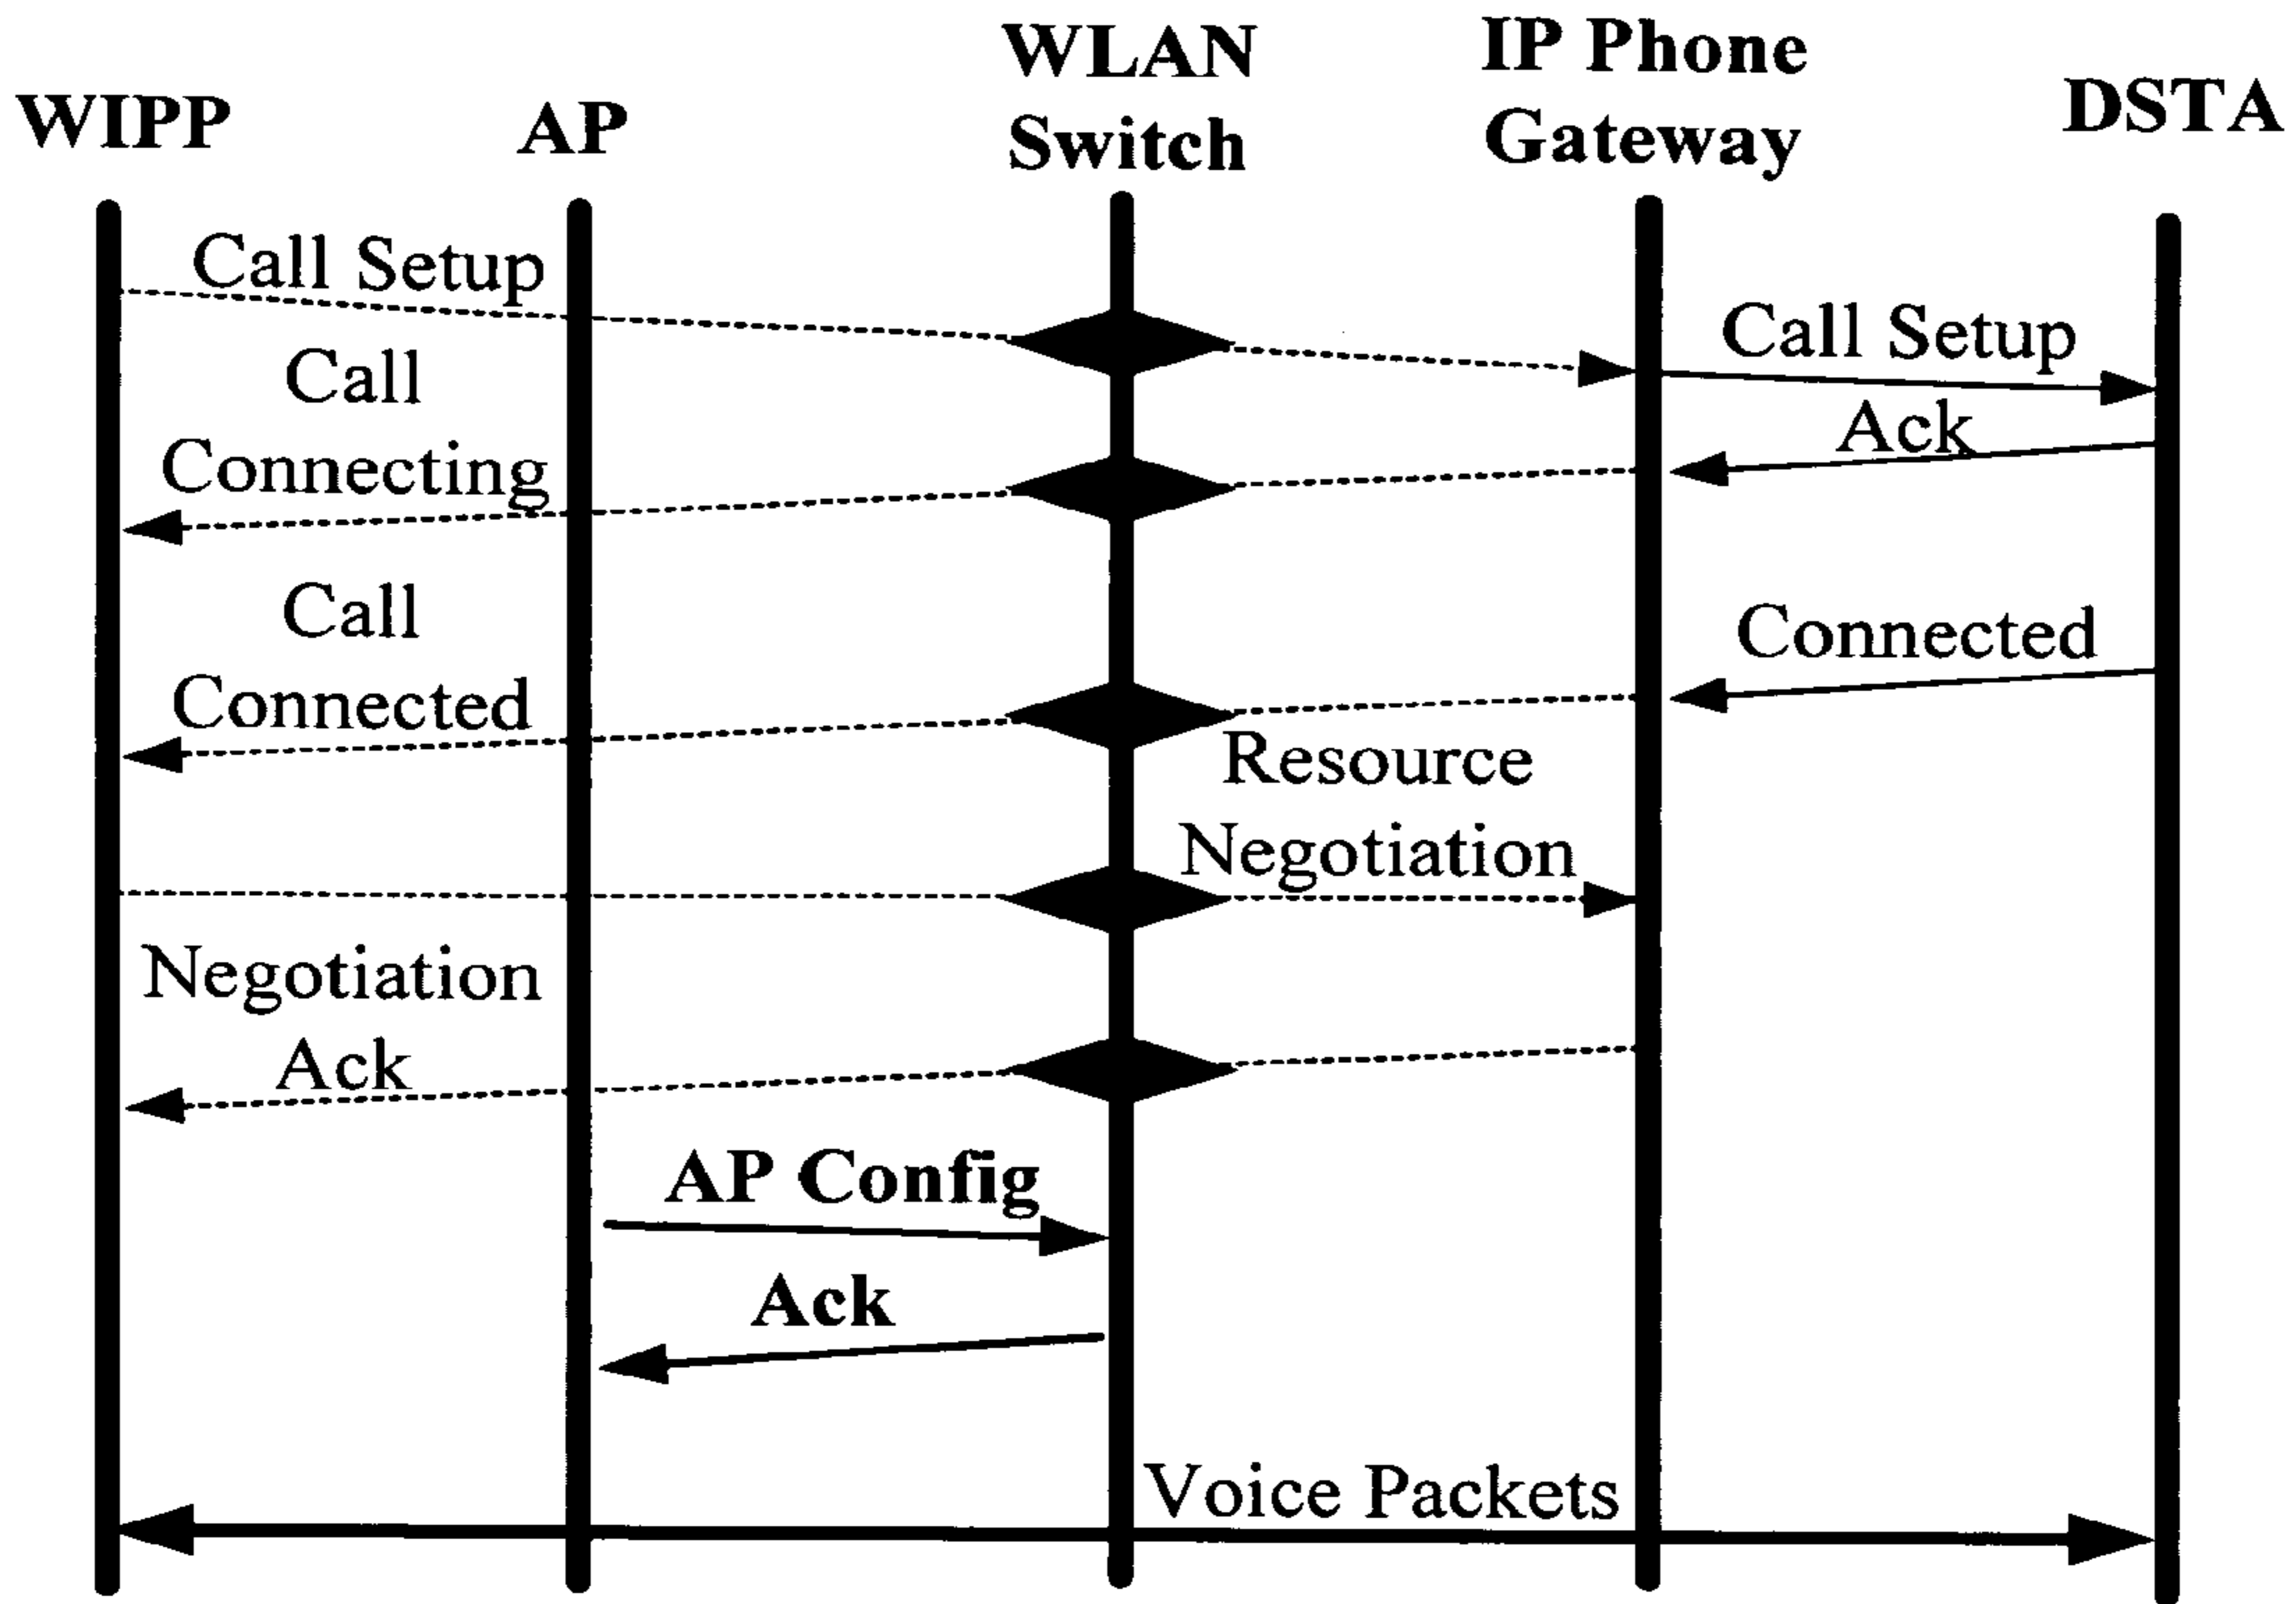 WIPP
AP
WLAN
Switch
IP Phone
Gateway
DSTA
Call Setup
Call Setup
Call
Connecting
Ack
Call
Connected
Connected
Resource
Negotiation
Negotiation
Ack
AP Config
Ack
Voice Packets